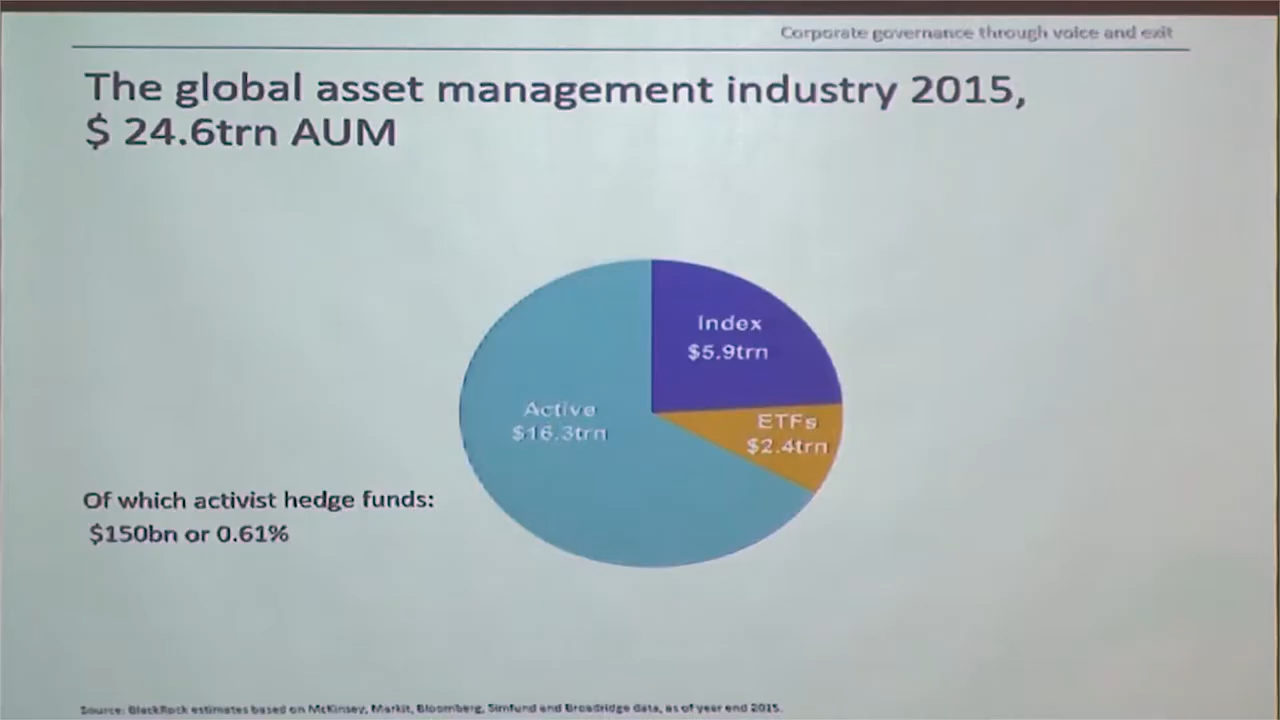 Corporate governance through voice and exit
The global asset management industry 2015,
$ 24.6trn AUM
Index
$5.9trn
Active
$16.3trn
ETFs
$2.4trn
Of which activist hedge funds:
$150bn or 0.61%
Source: BlackRock estimates based on McKinsey, Markit, Bloomberg, Simfund and Broadridge data, as of year end 2015.